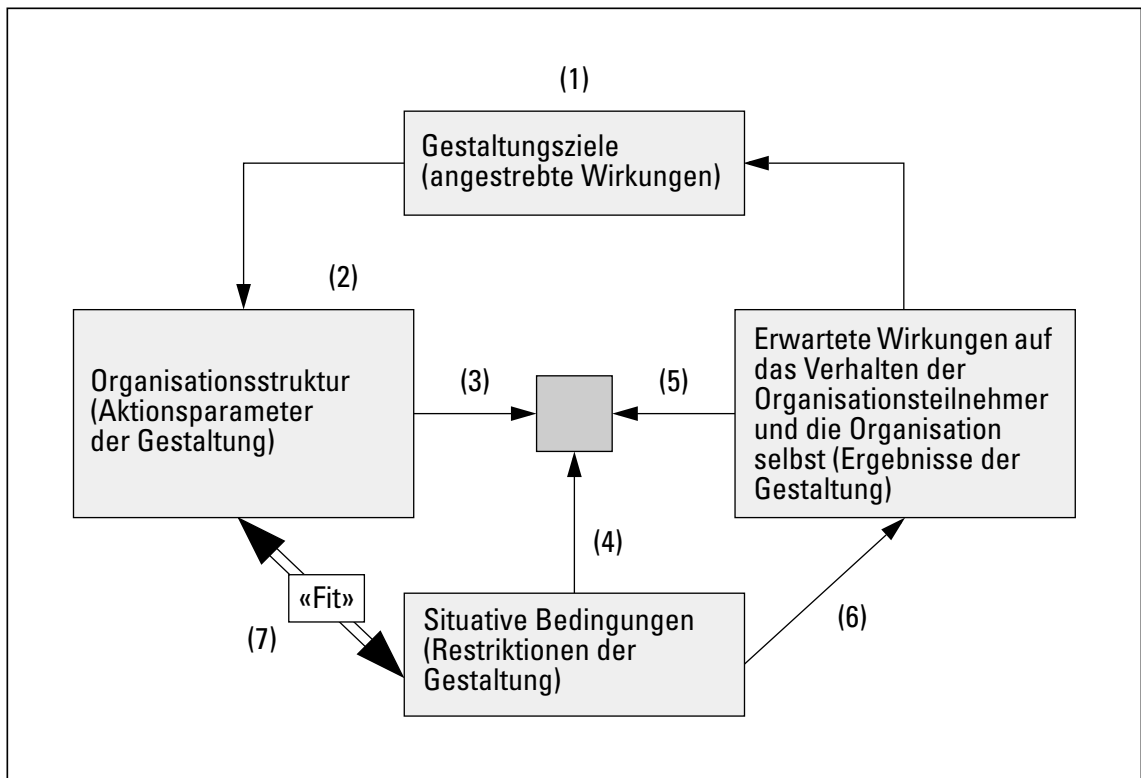 (1)
Gestaltungsziele
(angestrebte Wirkungen)
(2)
Organisationsstruktur
(Aktionsparameter
der Gestaltung)
(3)
(5)
Erwartete Wirkungen auf
das Verhalten der
Organisationsteilnehmer
und die Organisation
selbst (Ergebnisse der
Gestaltung)
(4)
«Fit»
(7)
Situative Bedingungen
(Restriktionen der
Gestaltung)
(6)